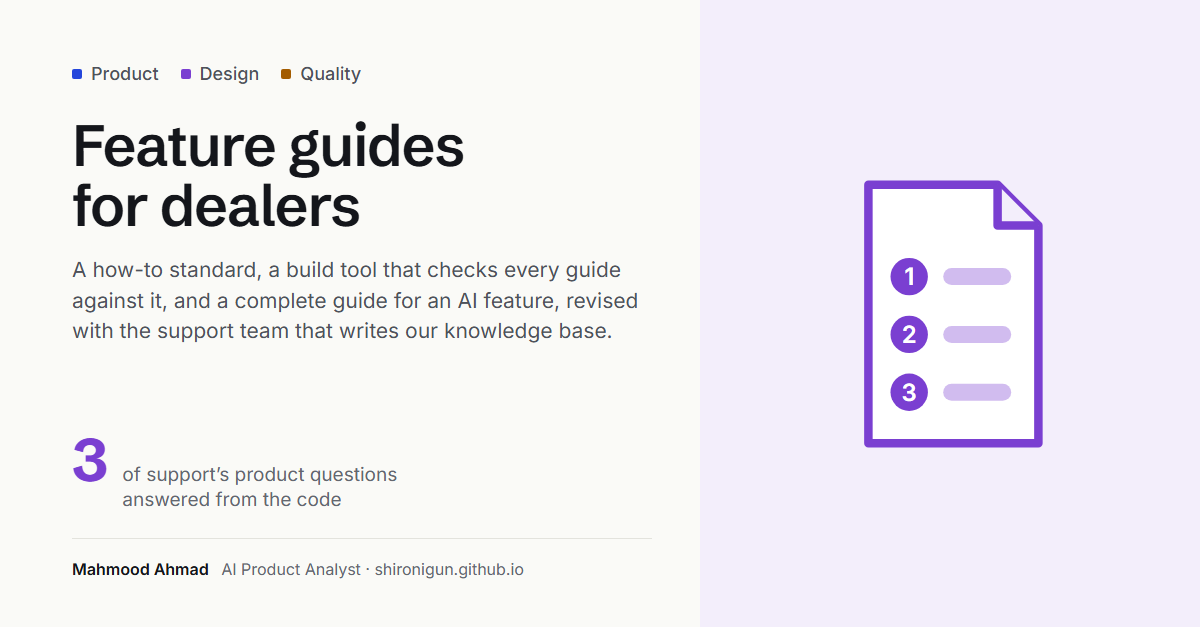 Product Design Quality
Feature guides
for dealers
A how-to standard, a build tool that checks every guide
against it, and a complete guide for an AI feature, revised
with the support team that writes our knowledge base.
3 of support’s product questions
answered from the code
Mahmood Ahmad AI Product Analyst · shironigun.github.io
1
2
3